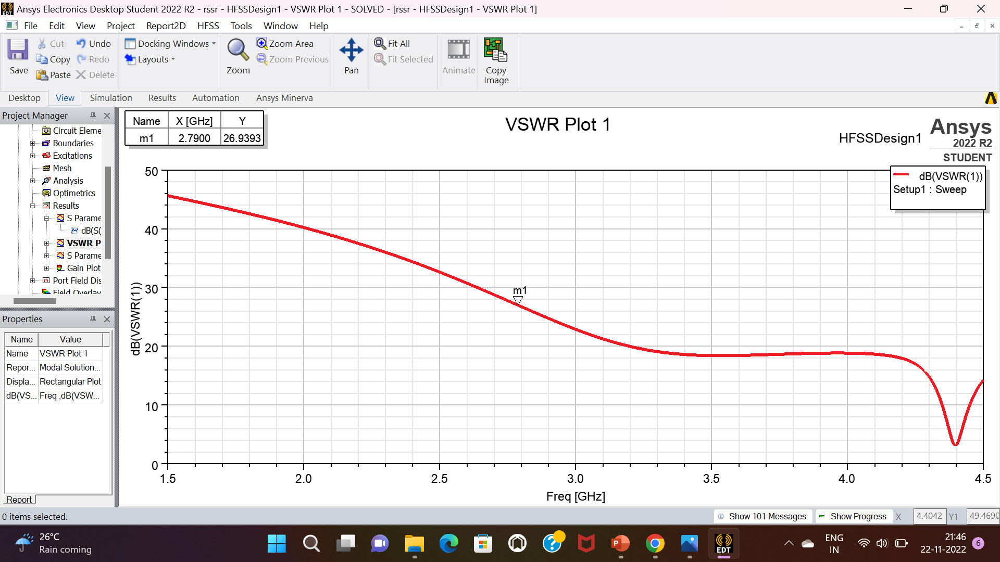 Ansys Electronics Desktop Student 2022 R2 - rssr - HFSSDesign1 - VSWR Plot 1 - SOLVED - [rssr - HFSSDesign1 - VSWR Plot 1]
File Edit View Project Report2D HFSS Tools Window Help
Save
Cut
Copy
Paste
Undo
Redo
Delete
Docking Windows
Layouts
Zoom
Zoom Area
Zoom Previous
Pan
Fit All
Fit Selected
Animate
Copy Image
Desktop View Simulation Results Automation Ansys Minerva
Project Manager
Circuit Eleme
Boundaries
Excitations
Mesh
Analysis
Optimetrics
Results
S Parame
dB(S(
VSWR P
S Parame
Gain Plot
Port Field Dis
Field Overlay
Properties
Name Value
Name VSWR Plot 1
Repor... Modal Solution...
Displa... Rectangular Plot
dB(VS... Freq ,dB(VSW...
Report
Name X [GHz] Y
m1 2.7900 26.9393
VSWR Plot 1
HFSSDesign1
Ansys
2022 R2
STUDENT
dB(VSWR(1))
Setup1 : Sweep
50
40
30
20
10
0
dB(VSWR(1))
m1
1.5 2.0 2.5 3.0 3.5 4.0 4.5
Freq [GHz]
0 items selected.
Show 101 Messages
Show Progress
X 4.4042 Y1 49.4690
26°C
Rain coming
EDT
ENG
IN
21:46
22-11-2022
6